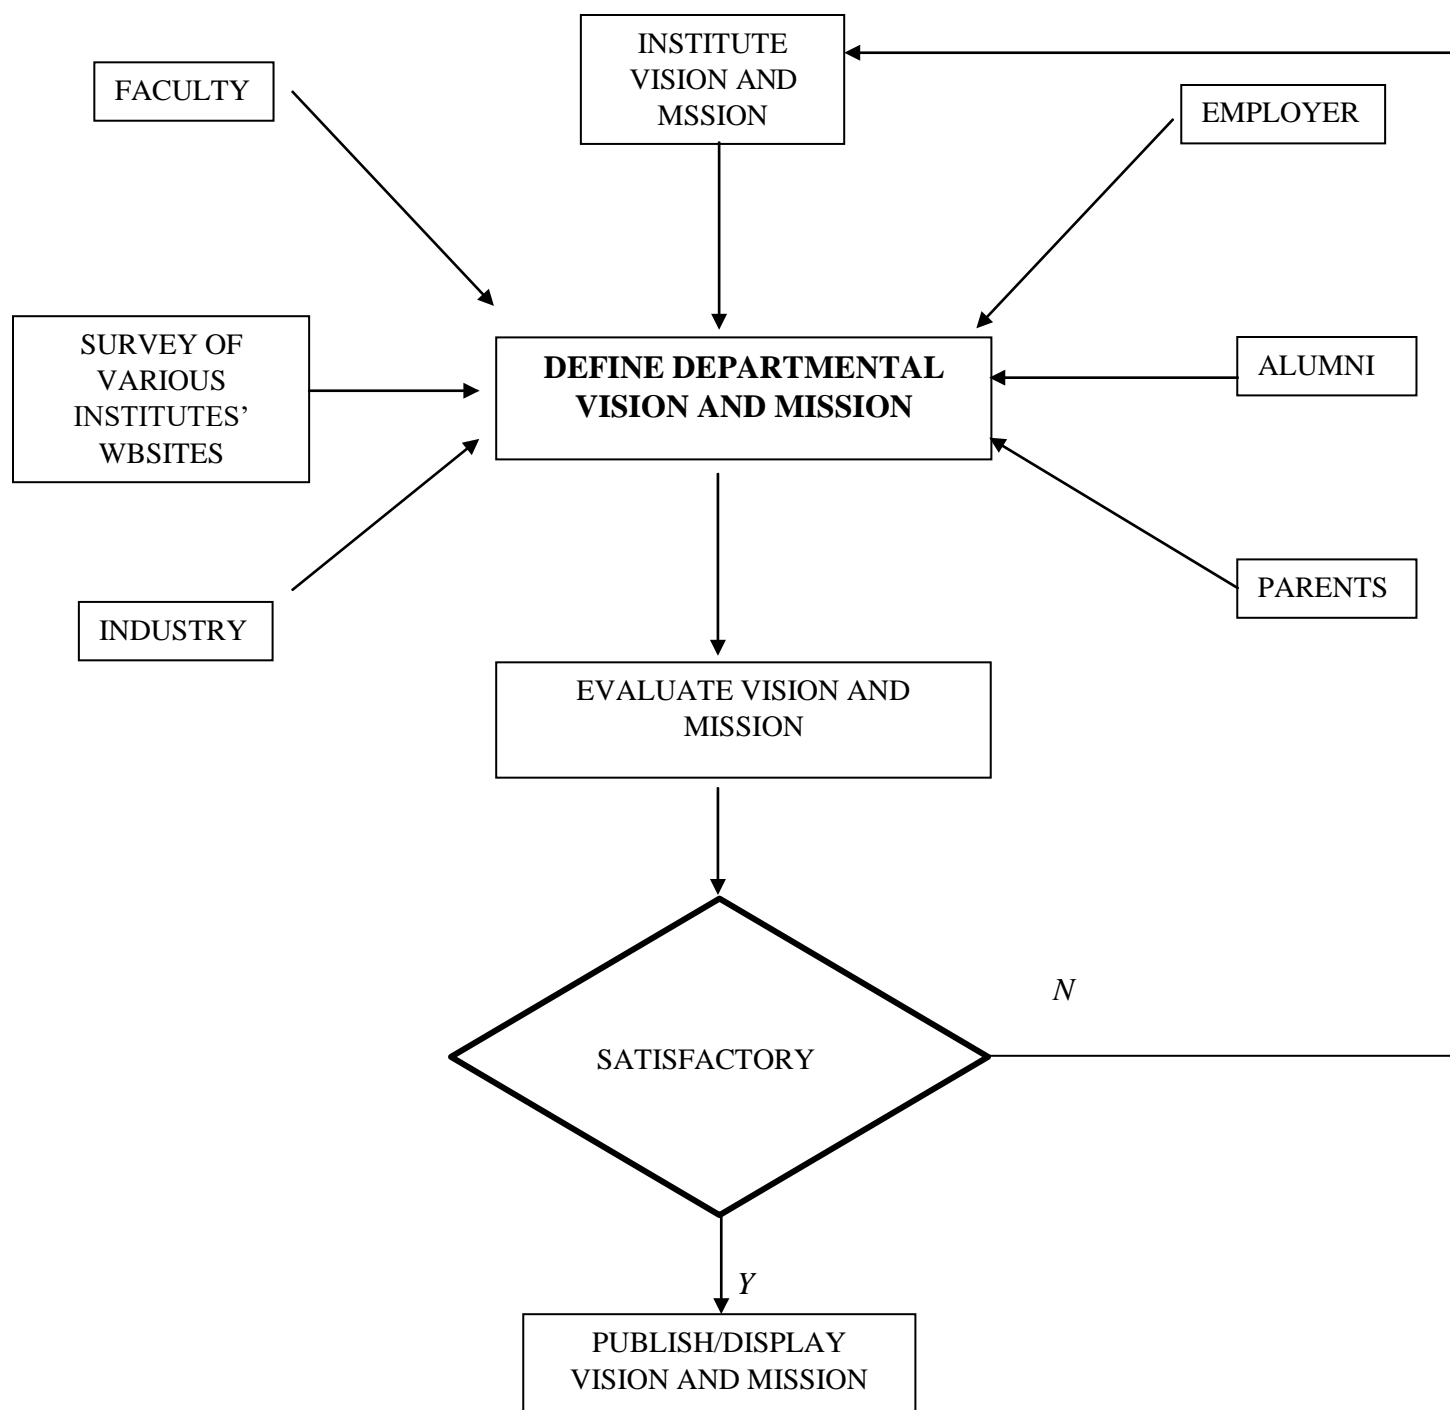 INSTITUTE
VISION AND
MSSION
FACULTY
EMPLOYER
SURVEY OF
VARIOUS
INSTITUTES’
WBSITES
DEFINE DEPARTMENTAL
VISION AND MISSION
ALUMNI
INDUSTRY
PARENTS
EVALUATE VISION AND
MISSION
N
SATISFACTORY
Y
PUBLISH/DISPLAY
VISION AND MISSION